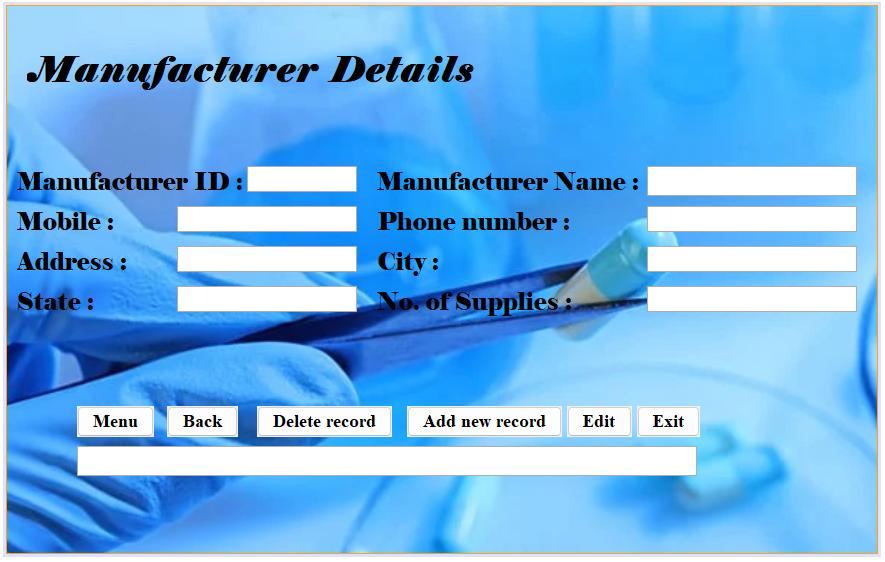 Manufacturer Details
Manufacturer ID : Manufacturer Name :
Mobile : Phone number :
Address : City :
State : No. of Supplies :
Menu Back Delete record Add new record Edit Exit